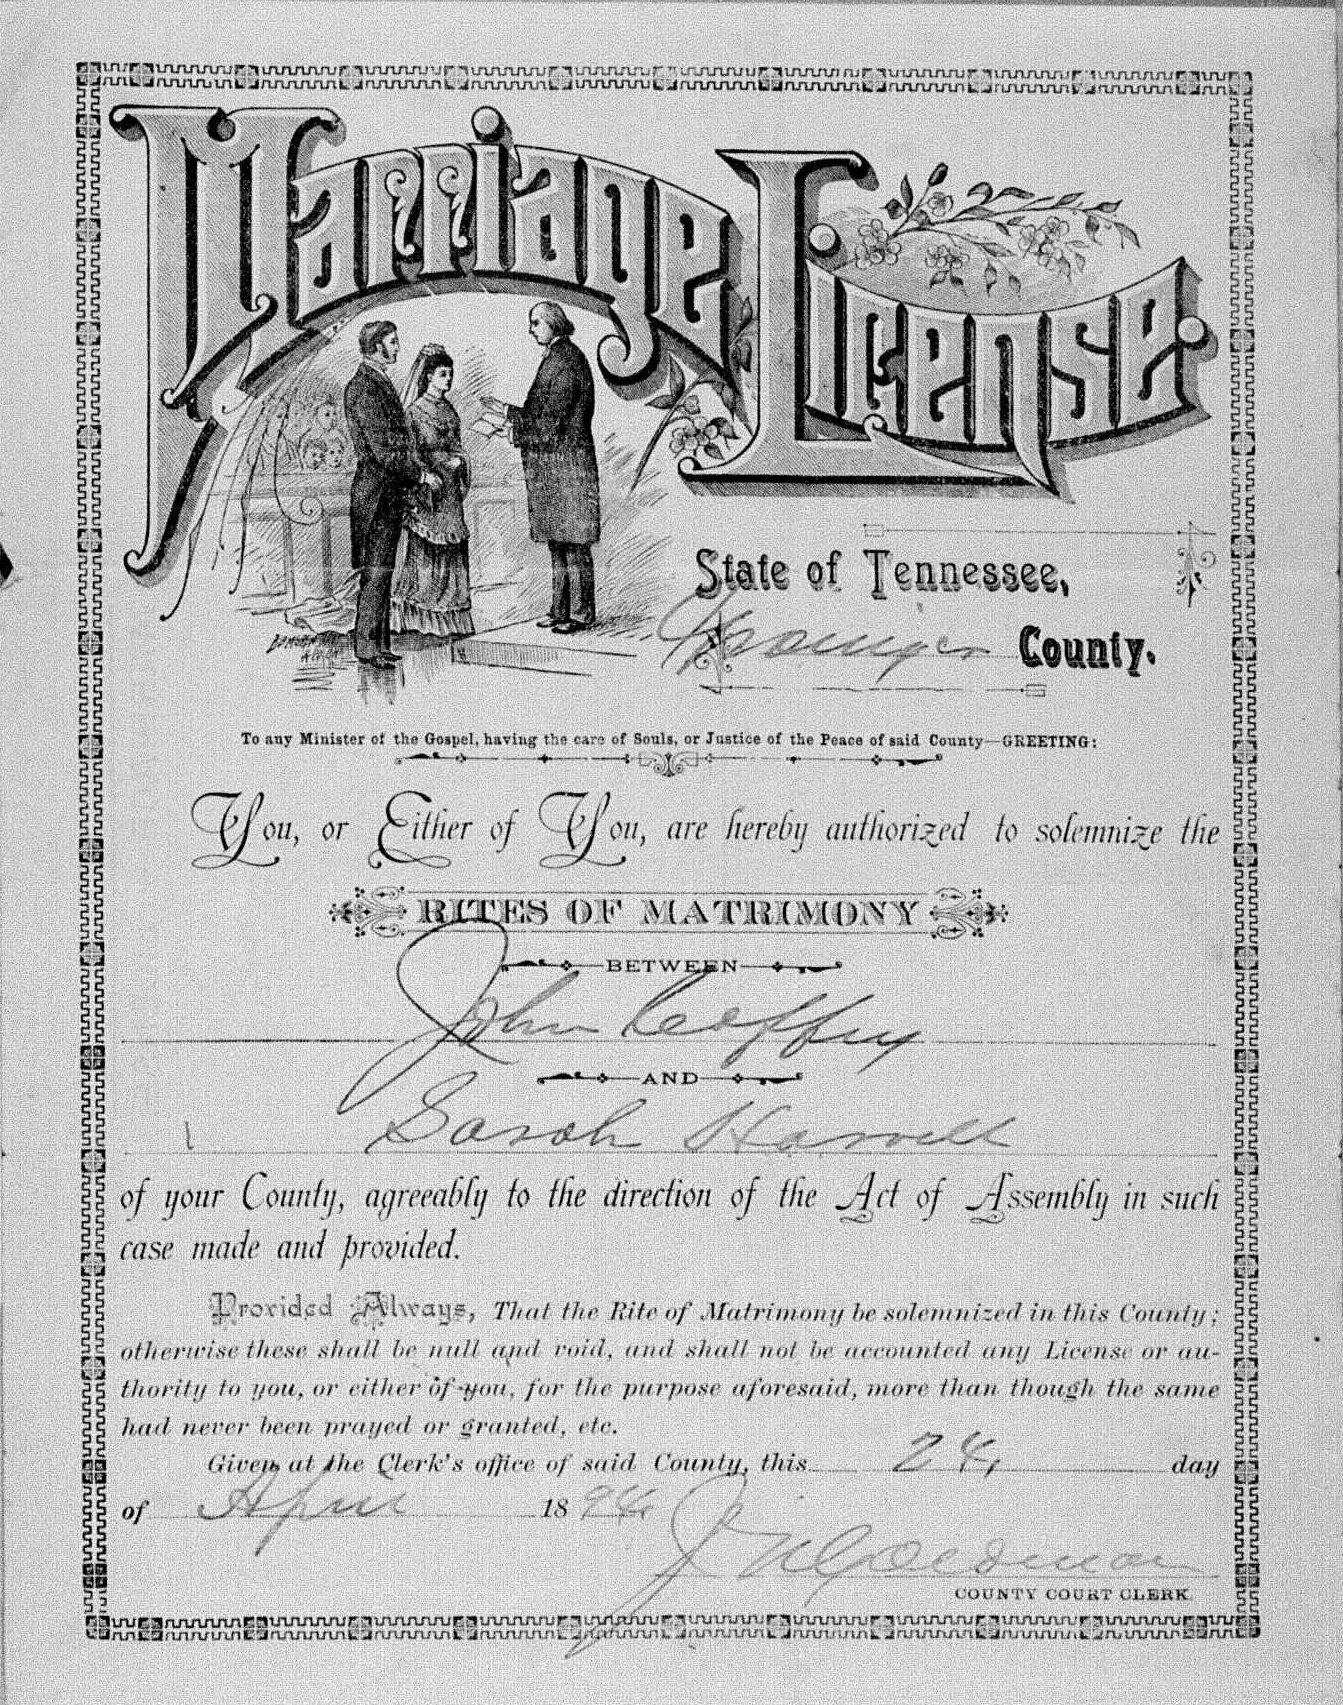 Marriage License.
State of Tennessee,
Grainger County.
To any Minister of the Gospel, having the care of Souls, or Justice of the Peace of said County—GREETING:
You, or Either of You, are hereby authorized to solemnize the
RITES OF MATRIMONY
BETWEEN
John Coffey
AND
Sarah Harrell
of your County, agreeably to the direction of the Act of Assembly in such
case made and provided.
Provided Always, That the Rite of Matrimony be solemnized in this County;
otherwise these shall be null and void, and shall not be accounted any License or au-
thority to you, or either of you, for the purpose aforesaid, more than though the same
had never been prayed or granted, etc.
Given at the Clerk's office of said County, this 24, day
of April 1894,
COUNTY COURT CLERK.